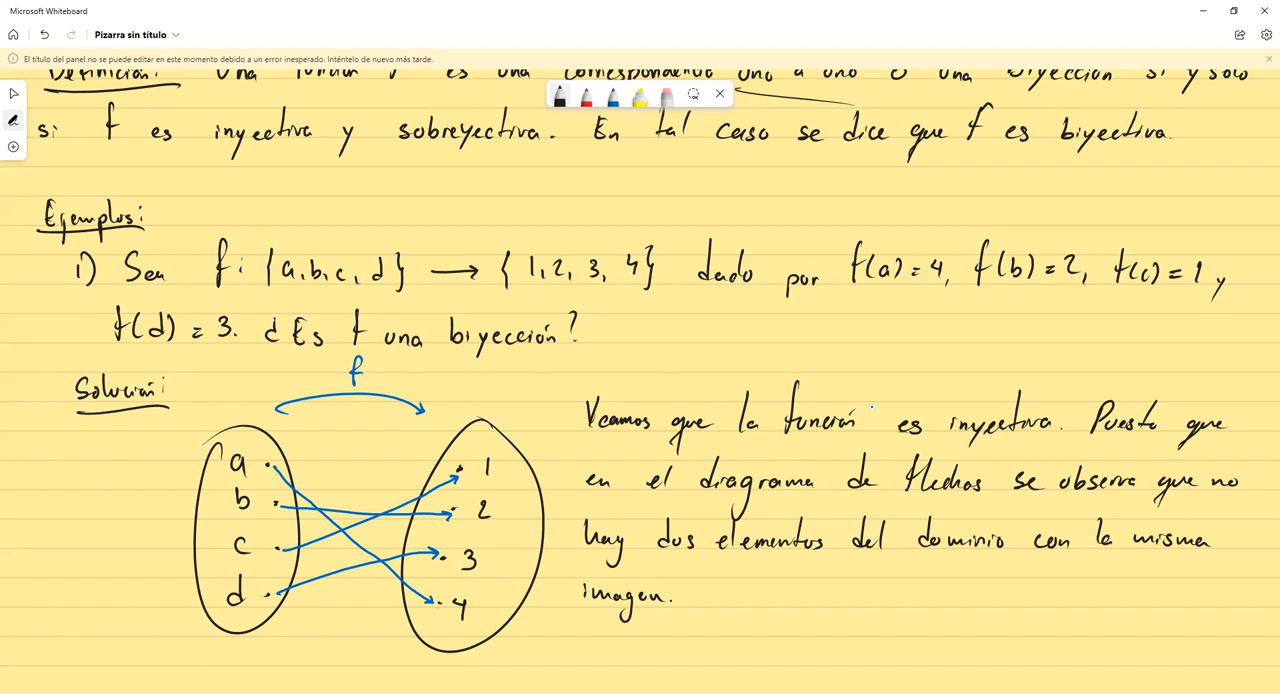 Microsoft Whiteboard
Pizarra sin título
El título del panel no se puede editar en este momento debido a un error inesperado. Inténtelo de nuevo más tarde.
Definición: Una función f es una correspondencia uno a uno o una biyección si y solo
si f es inyectiva y sobreyectiva. En tal caso se dice que f es biyectiva.
Ejemplos:
1) Sea f: {a,b,c,d} → {1,2,3,4} dado por f(a)=4, f(b)=2, f(c)=1 y
f(d)=3. ¿Es f una biyección?
Solución:
f
a
b
c
d
1
2
3
4
Veamos que la función es inyectiva. Puesto que
en el diagrama de flechas se observa que no
hay dos elementos del dominio con la misma
imagen.